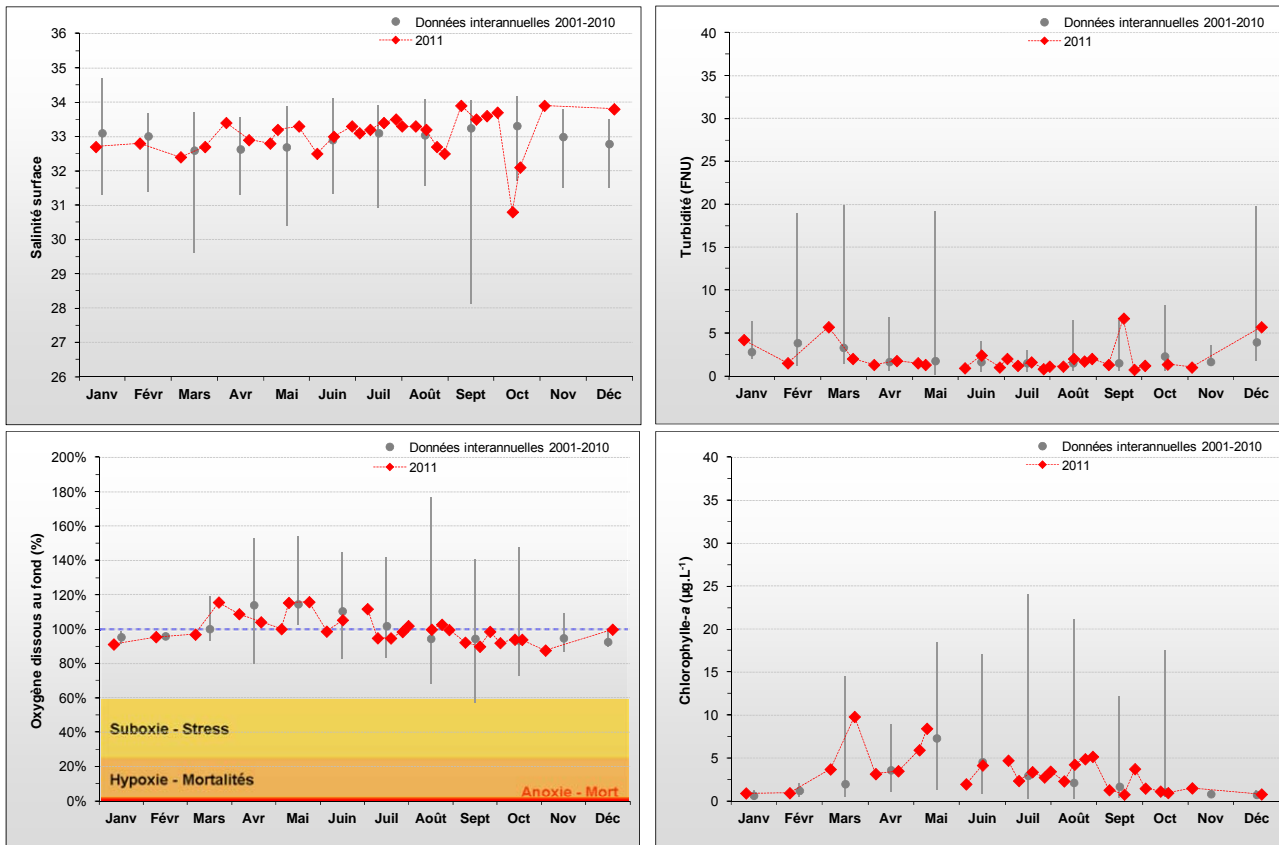 Données interannuelles 2001-2010
2011
Salinité surface
36
35
34
33
32
31
30
29
28
27
26
Janv Févr Mars Avr Mai Juin Juil Août Sept Oct Nov Déc
Données interannuelles 2001-2010
2011
Turbidité (FNU)
40
35
30
25
20
15
10
5
0
Janv Févr Mars Avr Mai Juin Juil Août Sept Oct Nov Déc
Données interannuelles 2001-2010
2011
Oxygène dissous au fond (%)
200%
180%
160%
140%
120%
100%
80%
60%
40%
20%
0%
Suboxie - Stress
Hypoxie - Mortalités
Anoxie - Mort
Janv Févr Mars Avr Mai Juin Juil Août Sept Oct Nov Déc
Données interannuelles 2001-2010
2011
Chlorophylle-a (µg.L⁻¹)
40
35
30
25
20
15
10
5
0
Janv Févr Mars Avr Mai Juin Juil Août Sept Oct Nov Déc